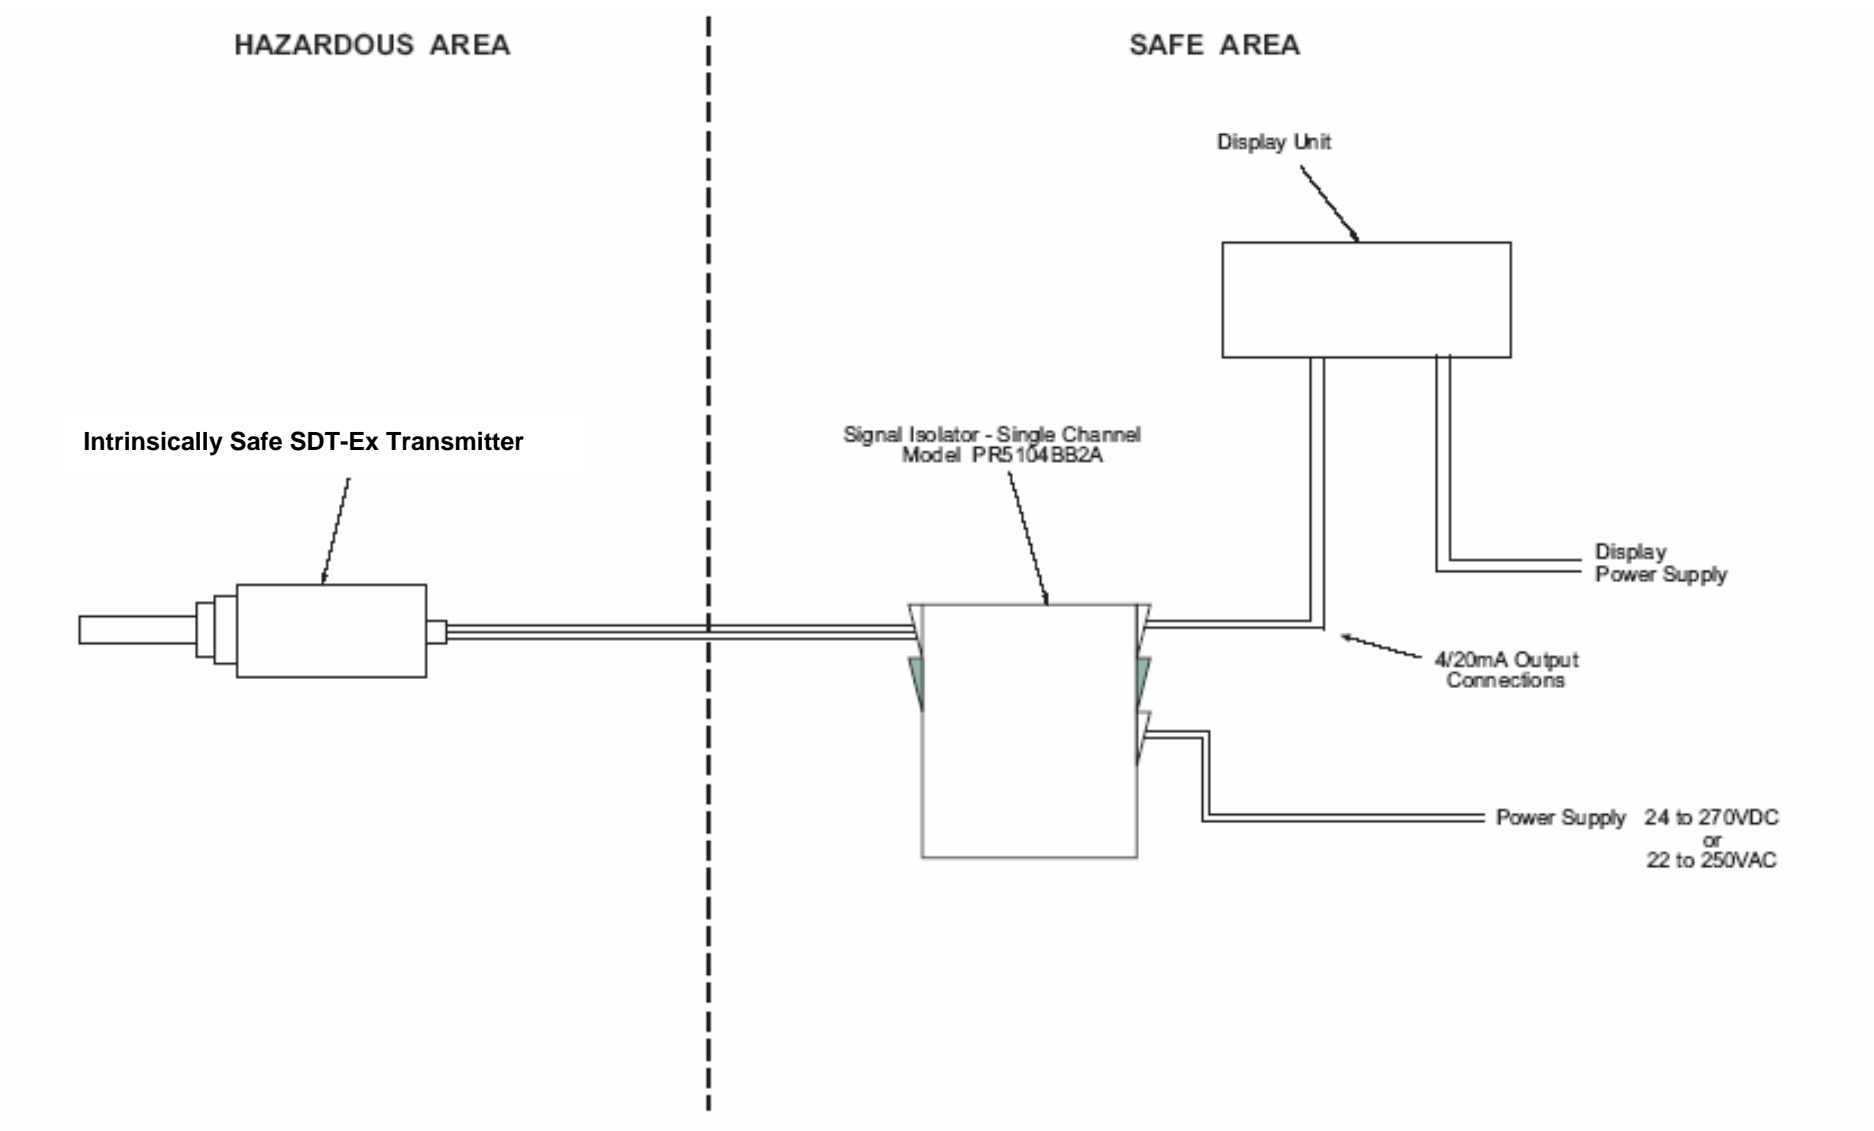 HAZARDOUS AREA
SAFE AREA
Display Unit
Intrinsically Safe SDT-Ex Transmitter
Signal Isolator - Single Channel
Model PR5104BB2A
Display
Power Supply
4/20mA Output
Connections
Power Supply 24 to 270VDC
or
22 to 250VAC